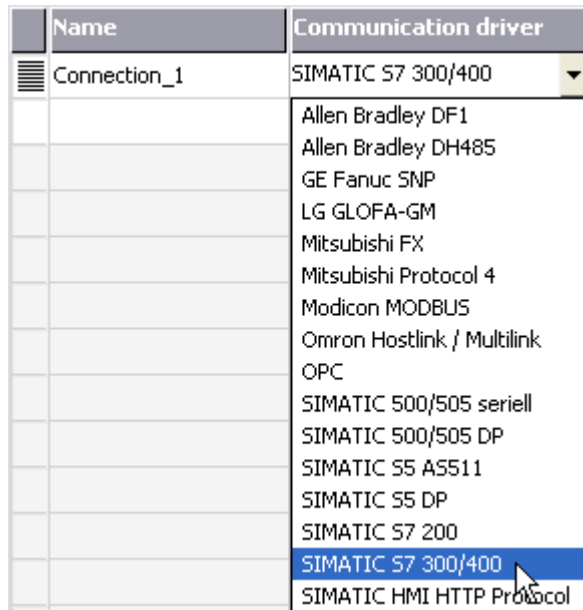 Name Communication driver
Connection_1 SIMATIC S7 300/400
Allen Bradley DF1
Allen Bradley DH485
GE Fanuc SNP
LG GLOFA-GM
Mitsubishi FX
Mitsubishi Protocol 4
Modicon MODBUS
Omron Hostlink / Multilink
OPC
SIMATIC 500/505 seriell
SIMATIC 500/505 DP
SIMATIC S5 AS511
SIMATIC S5 DP
SIMATIC S7 200
SIMATIC S7 300/400
SIMATIC HMI HTTP Protocol